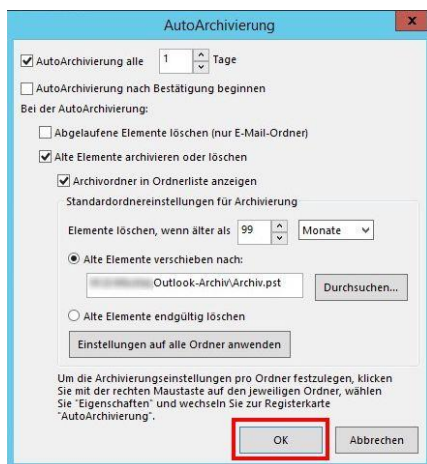 AutoArchivierung
x
AutoArchivierung alle 1 Tage
AutoArchivierung nach Bestätigung beginnen
Bei der AutoArchivierung:
Abgelaufene Elemente löschen (nur E-Mail-Ordner)
Alte Elemente archivieren oder löschen
Archivordner in Ordnerliste anzeigen
Standardordnereinstellungen für Archivierung
Elemente löschen, wenn älter als 99 Monate
Alte Elemente verschieben nach:
Outlook-Archiv\Archiv.pst Durchsuchen...
Alte Elemente endgültig löschen
Einstellungen auf alle Ordner anwenden
Um die Archivierungseinstellungen pro Ordner festzulegen, klicken
Sie mit der rechten Maustaste auf den jeweiligen Ordner, wählen
Sie "Eigenschaften" und wechseln Sie zur Registerkarte
"AutoArchivierung".
OK Abbrechen